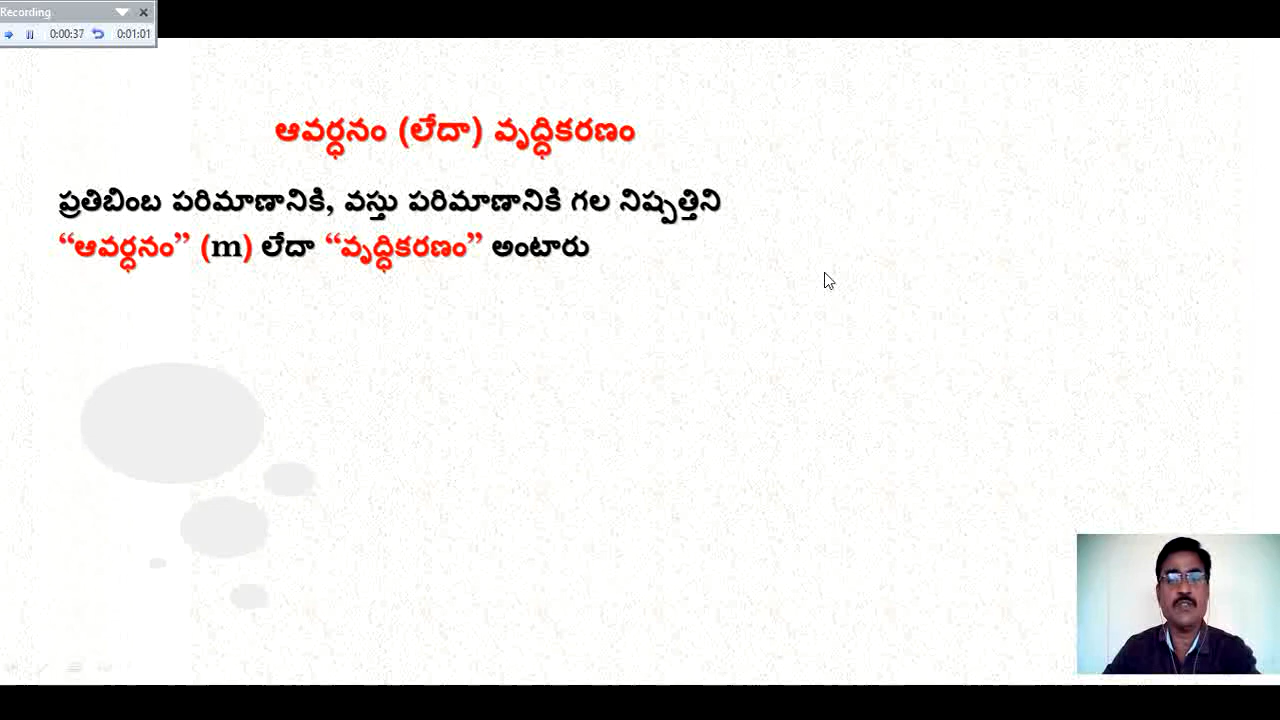 Recording
0:00:37 0:01:01
ఆవర్ధనం (లేదా) వృద్ధికరణం
ప్రతిబింబ పరిమాణానికి, వస్తు పరిమాణానికి గల నిష్పత్తిని
“ఆవర్ధనం” (m) లేదా “వృద్ధికరణం” అంటారు